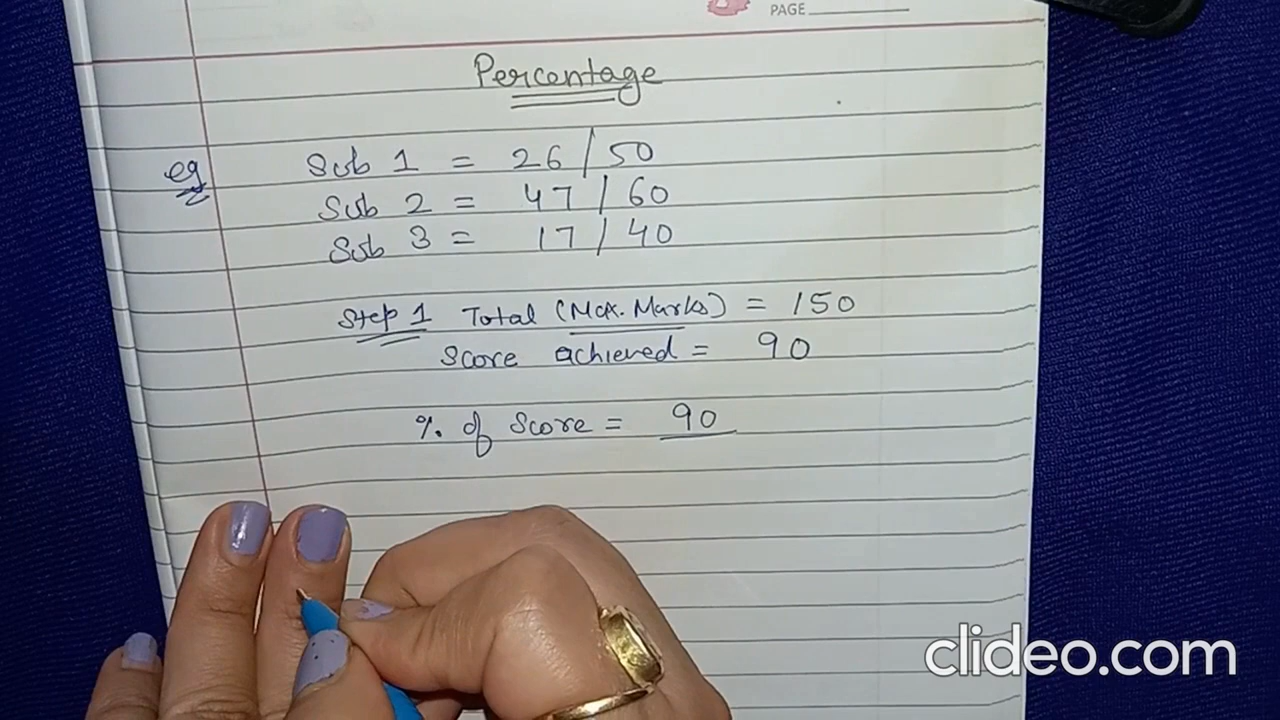 PAGE
Percentage
eg
Sub 1 = 26/50
Sub 2 = 47/60
Sub 3 = 17/40
Step 1 Total (Max. Marks) = 150
Score achieved = 90
% of Score = 90
clideo.com